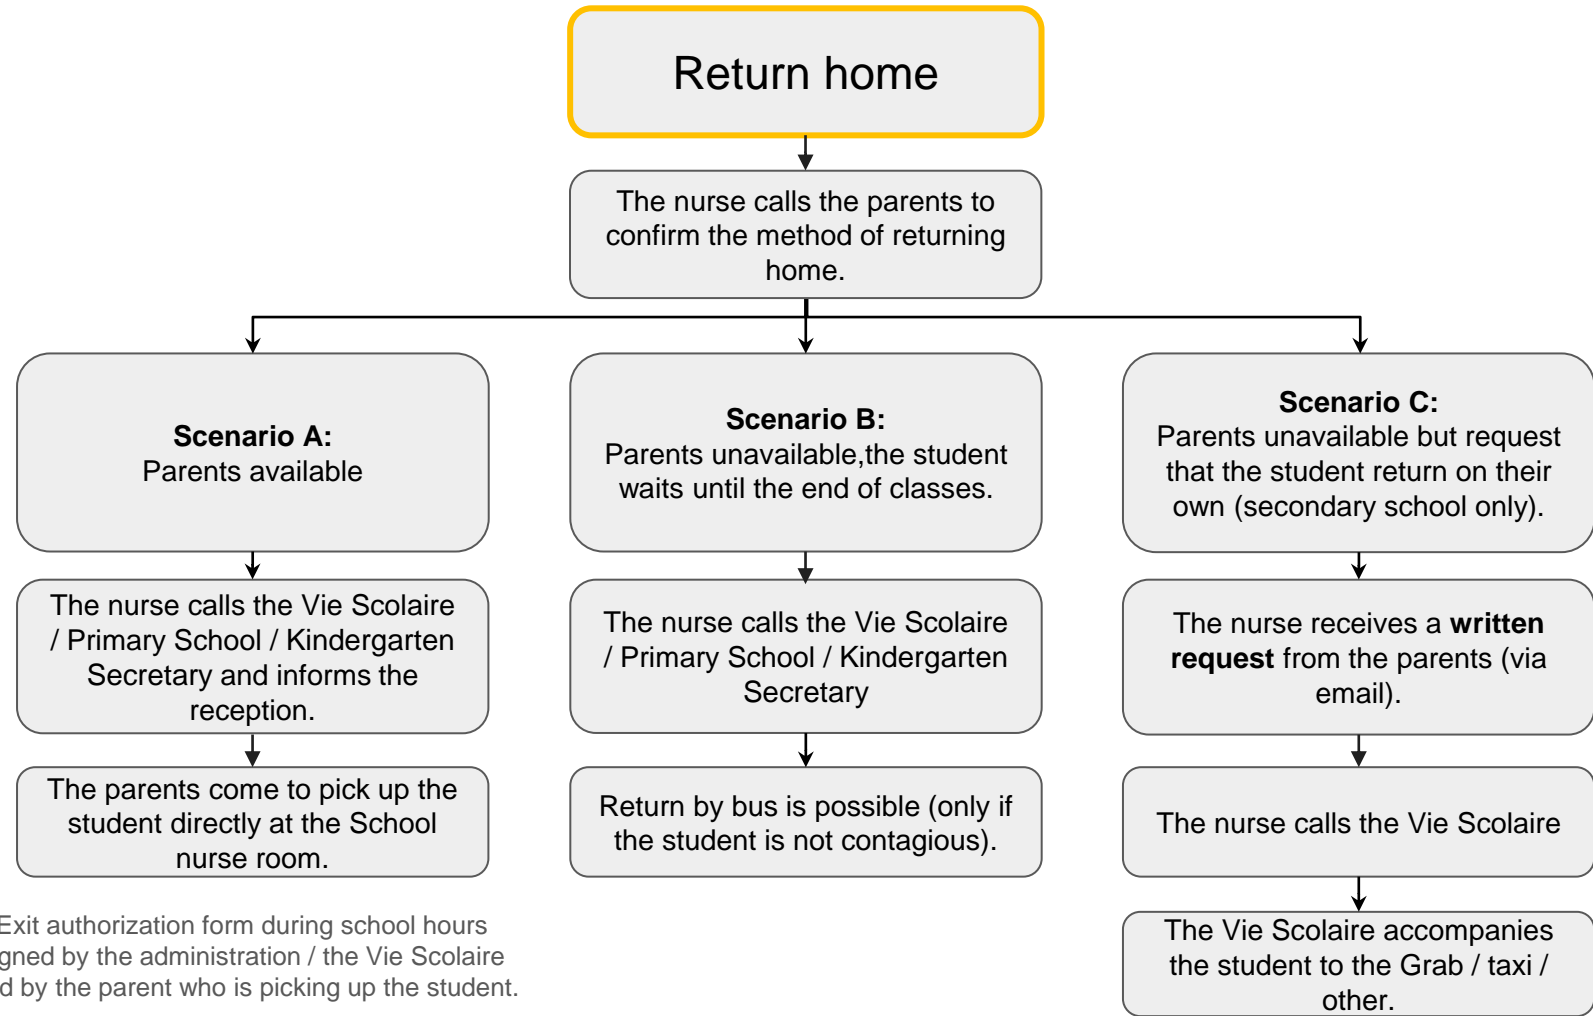 Return home
The nurse calls the parents to
confirm the method of returning
home.
Scenario A:
Parents available
The nurse calls the Vie Scolaire
/ Primary School / Kindergarten
Secretary and informs the
reception.
The parents come to pick up the
student directly at the School
nurse room.
Exit authorization form during school hours
by the administration / the Vie Scolaire
by the parent who is picking up the student.
Scenario B:
Parents unavailable,the student
waits until the end of classes.
The nurse calls the Vie Scolaire
/ Primary School / Kindergarten
Secretary
Return by bus is possible (only if
the student is not contagious).
Scenario C:
Parents unavailable but request
that the student return on their
own (secondary school only).
The nurse receives a written
request from the parents (via
email).
The nurse calls the Vie Scolaire
The Vie Scolaire accompanies
the student to the Grab / taxi /
other.